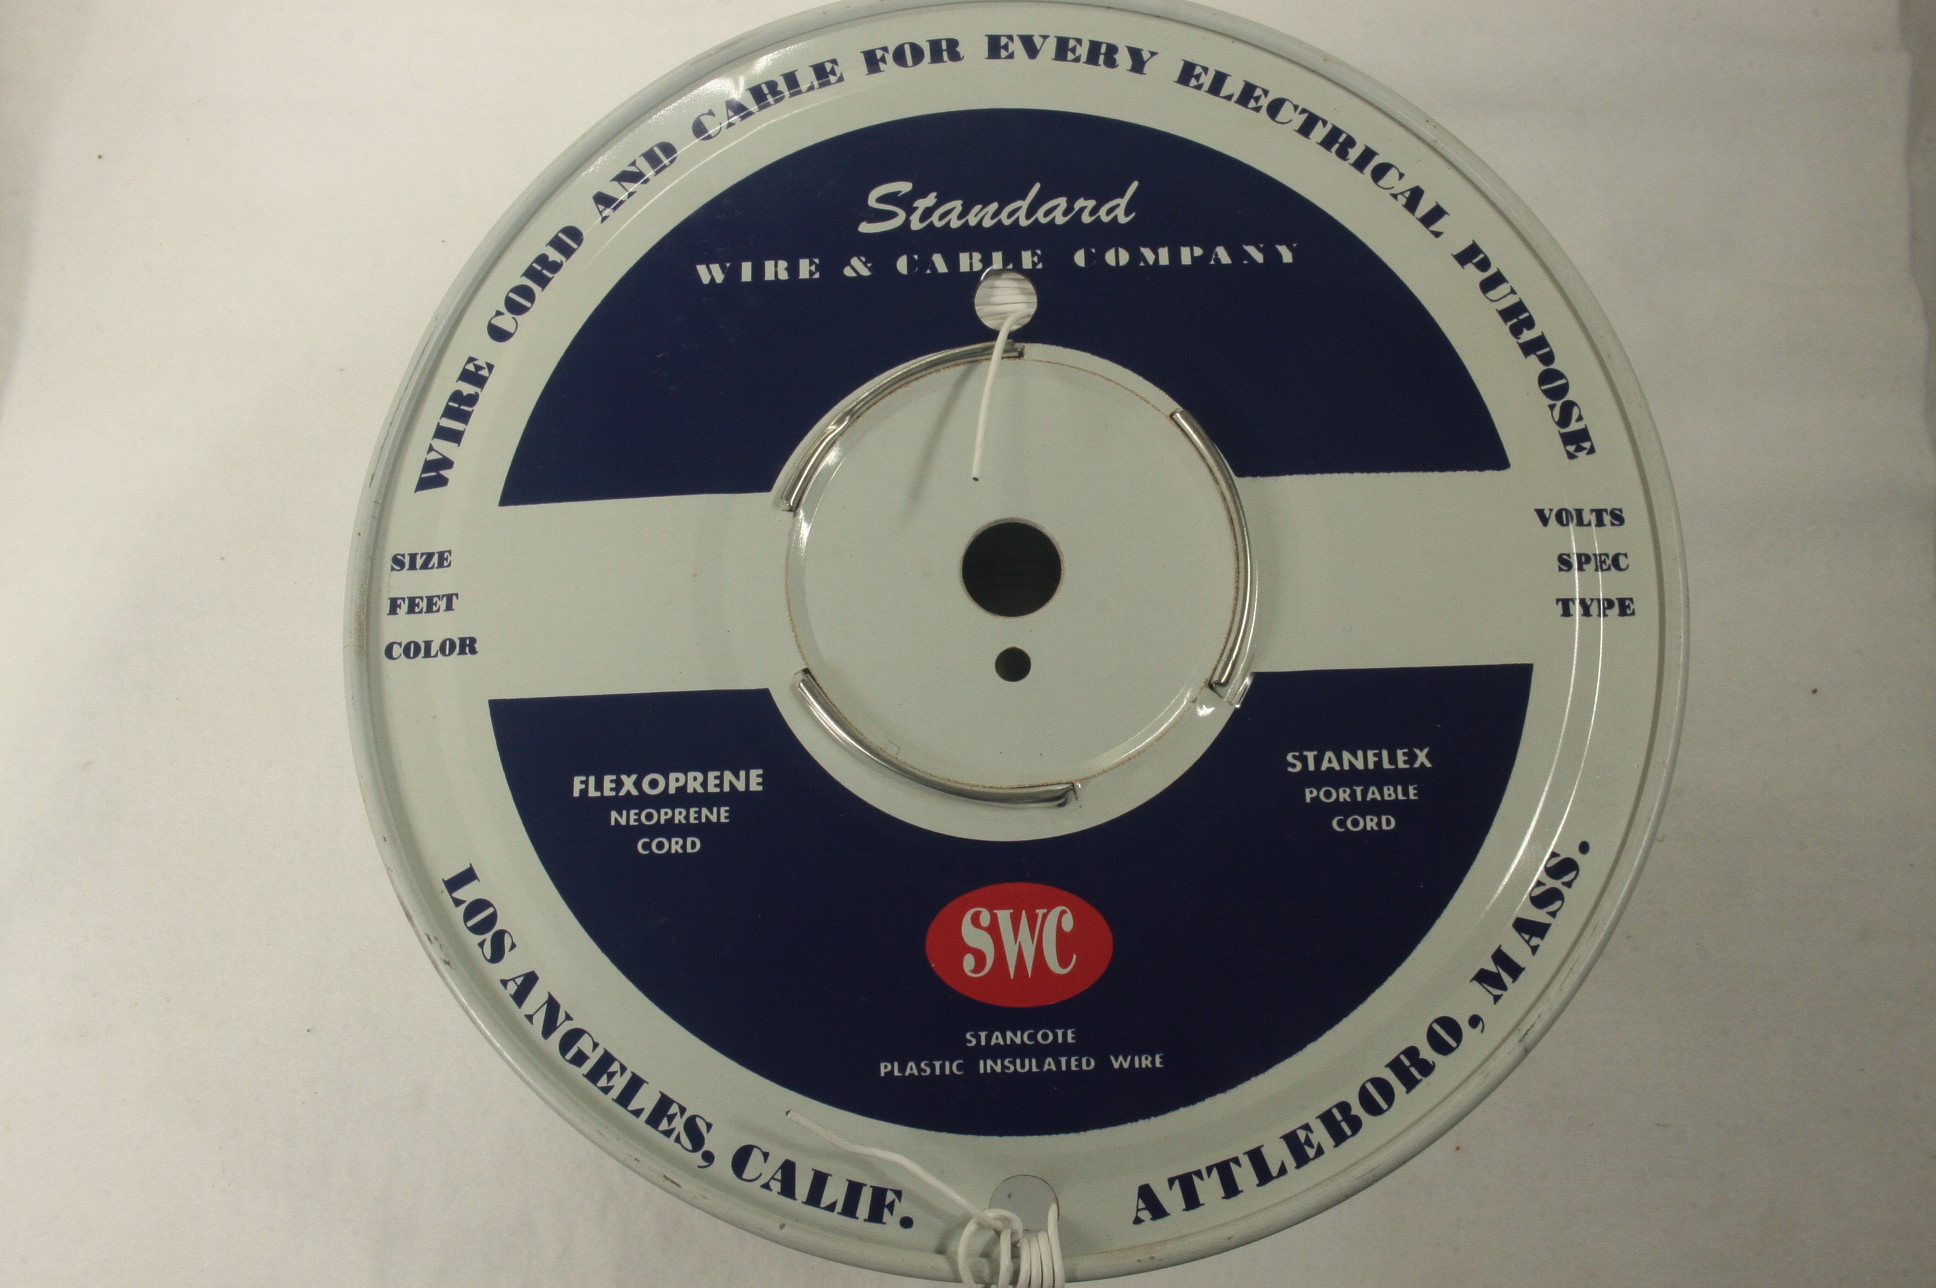 WIRE CORD AND CABLE FOR EVERY ELECTRICAL PURPOSE
Standard
WIRE & CABLE COMPANY
SIZE
FEET
COLOR
VOLTS
SPEC
TYPE
FLEXOPRENE
NEOPRENE
CORD
STANFLEX
PORTABLE
CORD
SWC
STANCOTE
PLASTIC INSULATED WIRE
LOS ANGELES, CALIF.
ATTLEBORO, MASS.